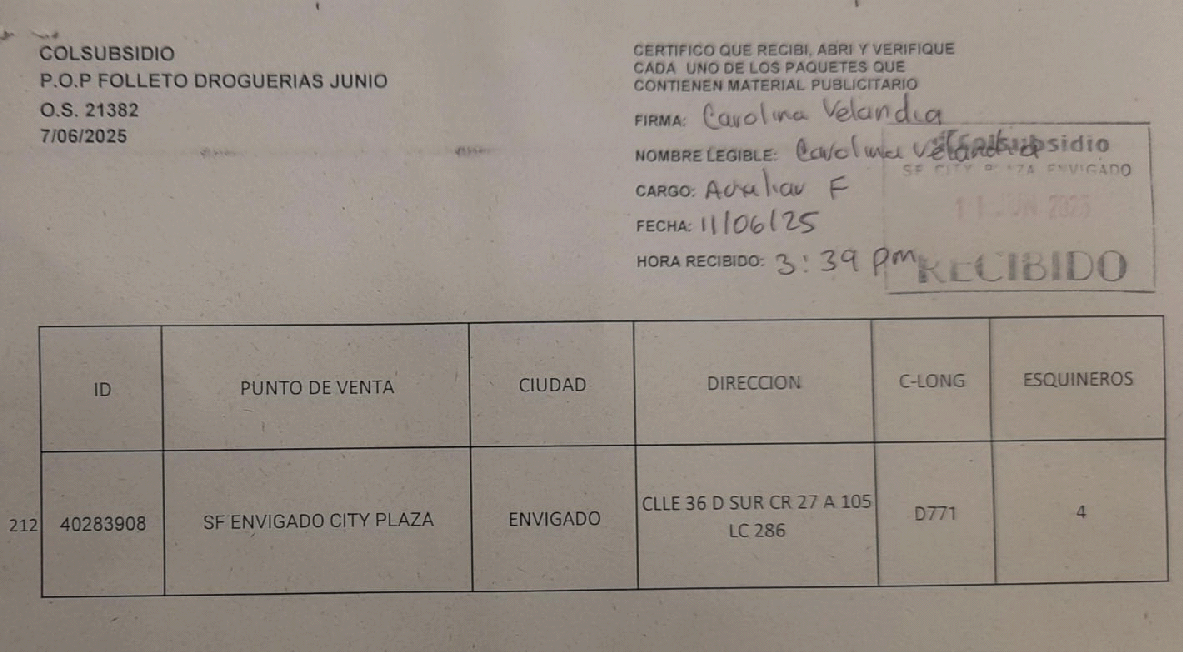 COLSUBSIDIO
P.O.P FOLLETO DROGUERIAS JUNIO
O.S. 21382
7/06/2025
CERTIFICO QUE RECIBI, ABRI Y VERIFIQUE
CADA UNO DE LOS PAQUETES QUE
CONTIENEN MATERIAL PUBLICITARIO
FIRMA: Carolina Velandia
NOMBRE LEGIBLE: Carolina Velandia
CARGO: Auxiliar F
FECHA: 11/06/25
HORA RECIBIDO: 3:39 pm
Colsubsidio
SF CITY PLAZA ENVIGADO
11 JUN
RECIBIDO
ID PUNTO DE VENTA CIUDAD DIRECCION C-LONG ESQUINEROS
212 40283908 SF ENVIGADO CITY PLAZA ENVIGADO CLLE 36 D SUR CR 27 A 105 D771 4
LC 286